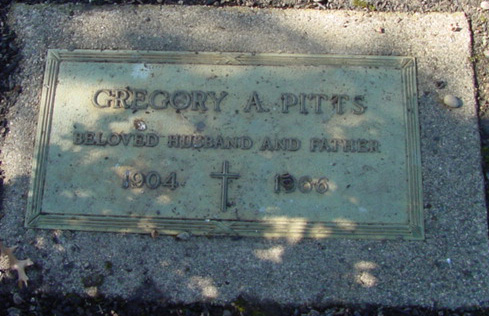 GREGORY A. PITTS
BELOVED HUSBAND AND FATHER
1904 1966